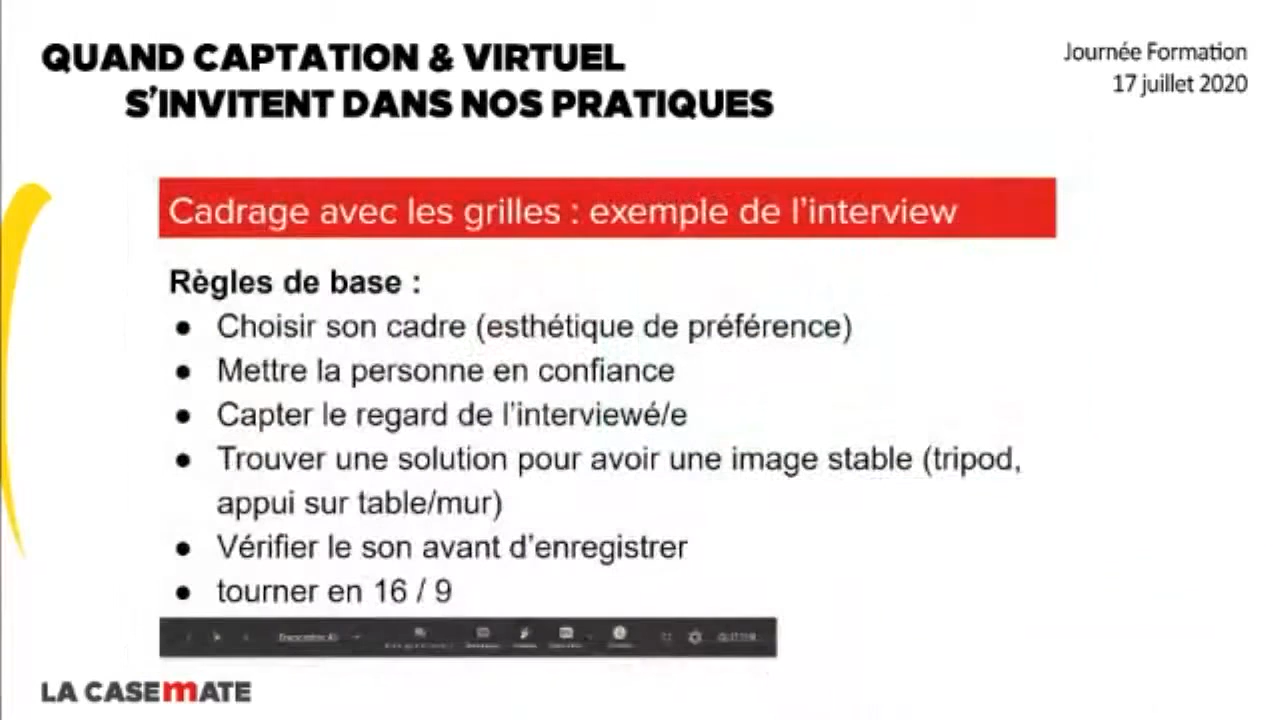 QUAND CAPTATION & VIRTUEL
S'INVITENT DANS NOS PRATIQUES
Journée Formation
17 juillet 2020
Cadrage avec les grilles : exemple de l'interview
Règles de base :
● Choisir son cadre (esthétique de préférence)
● Mettre la personne en confiance
● Capter le regard de l'interviewé/e
● Trouver une solution pour avoir une image stable (tripod,
appui sur table/mur)
● Vérifier le son avant d'enregistrer
● tourner en 16 / 9
LA CASEMATE